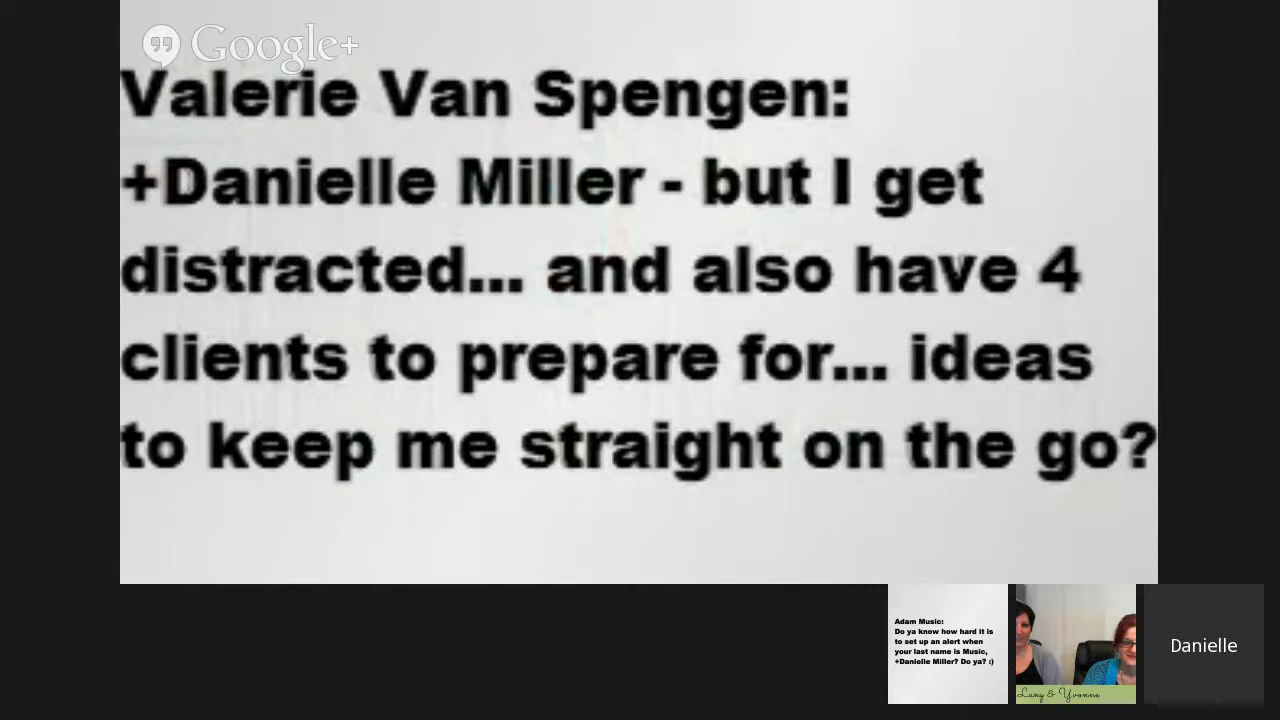 Google+
Valerie Van Spengen:
+Danielle Miller - but I get
distracted... and also have 4
clients to prepare for... ideas
to keep me straight on the go?
Adam Music:
Do ya know how hard it is
to set up an alert when
your last name is Music,
+Danielle Miller? Do ya? :)
Lany & Yvonne
Danielle